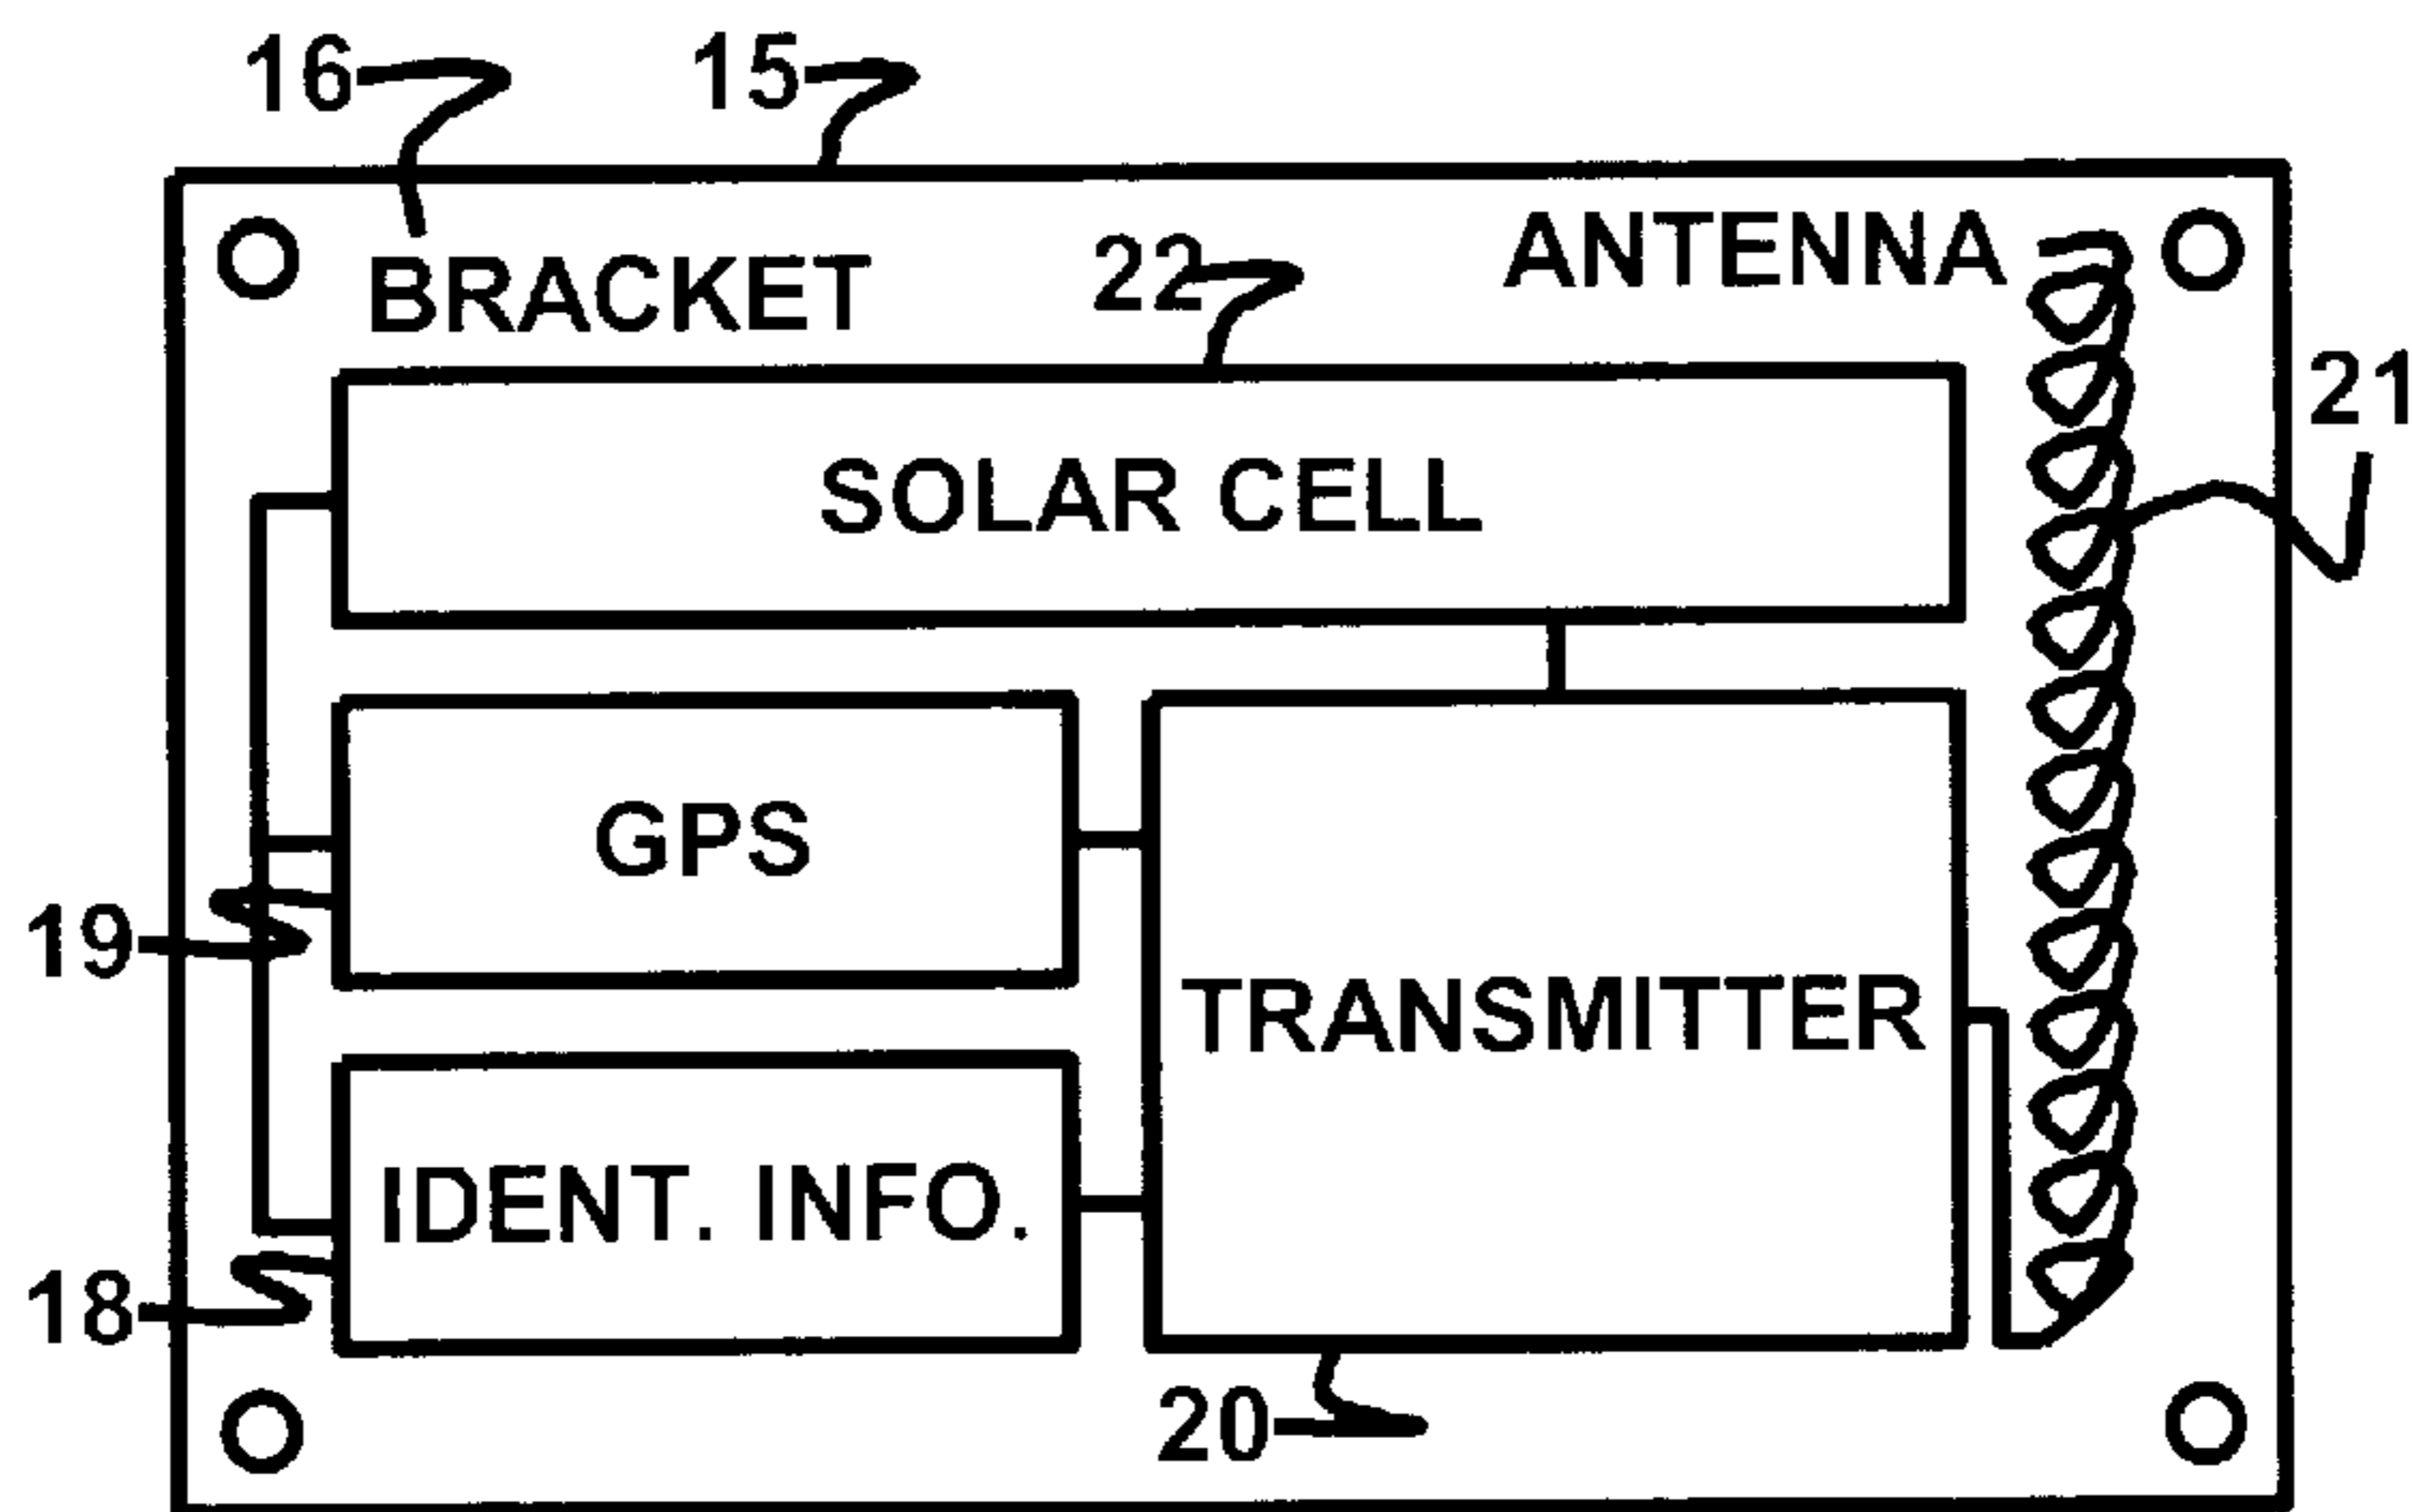 16 15
ANTENNA
BRACKET 22
21
SOLAR CELL
GPS
19
TRANSMITTER
IDENT. INFO.
18
20